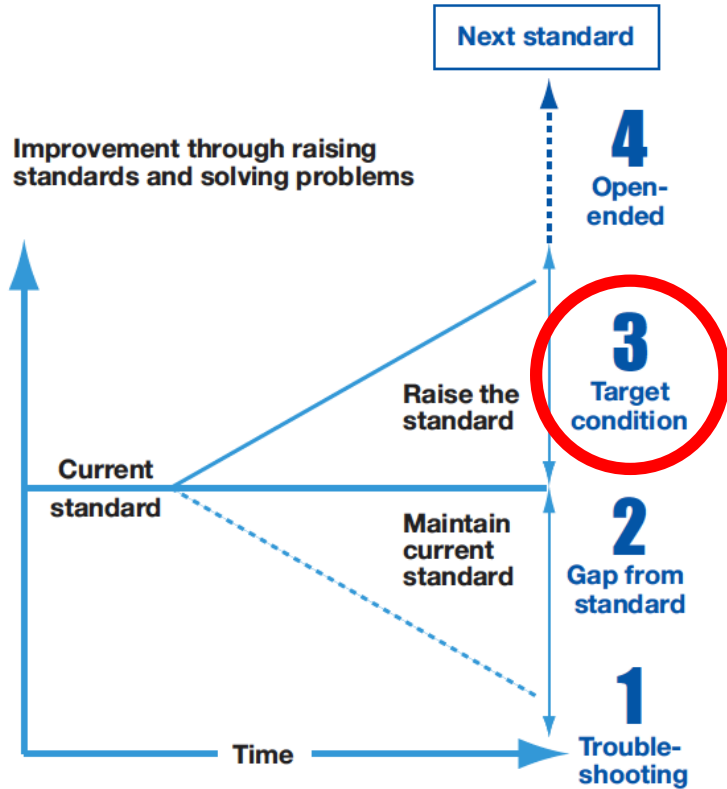 Next standard
Improvement through raising
standards and solving problems
4
Open-
ended
3
Target
condition
Raise the
standard
Current
standard
Maintain
current
standard
2
Gap from
standard
1
Trouble-
shooting
Time